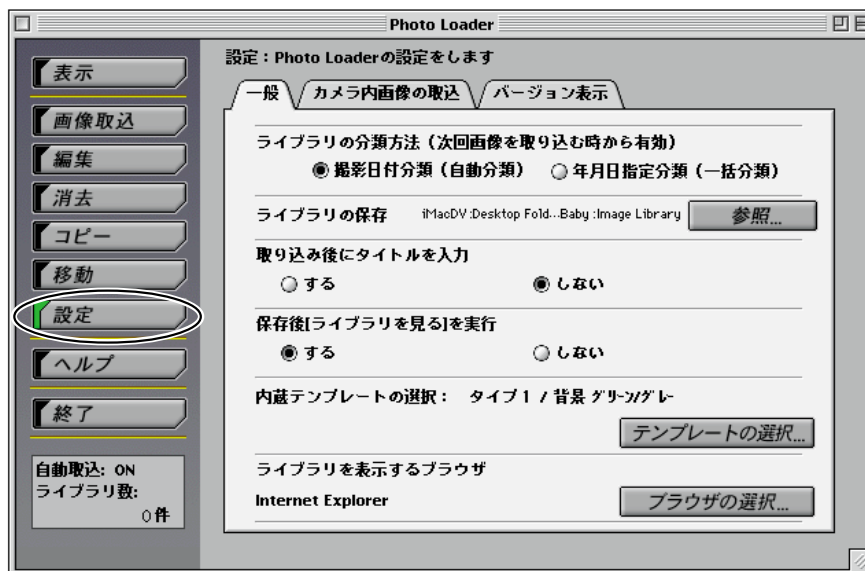 Photo Loader
表示
画像取込
編集
消去
コピー
移動
設定
ヘルプ
終了
自動取込: ON
ライブラリ数:
0件
設定：Photo Loaderの設定をします
一般
カメラ内画像の取込
バージョン表示
ライブラリの分類方法（次回画像を取り込む時から有効）
撮影日付分類（自動分類） 年月日指定分類（一括分類）
ライブラリの保存 iMacDV:Desktop Fold...Baby :Image Library 参照...
取り込み後にタイトルを入力
する しない
保存後[ライブラリを見る]を実行
する しない
内蔵テンプレートの選択： タイプ1 / 背景 グリーン/グレー
テンプレートの選択...
ライブラリを表示するブラウザ
Internet Explorer ブラウザの選択...